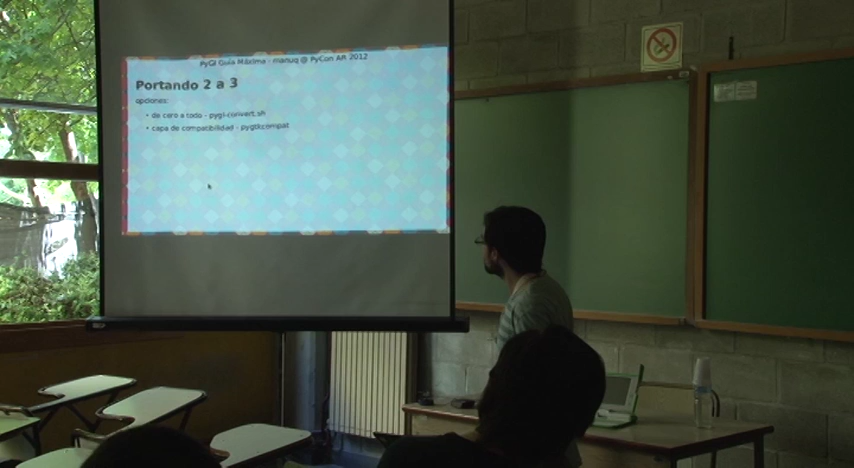 PyGI Guía Máxima - manuq @ PyCon AR 2012
Portando 2 a 3
opciones:
• de cero a todo - pygi-convert.sh
• capa de compatibilidad - pygtkcompat